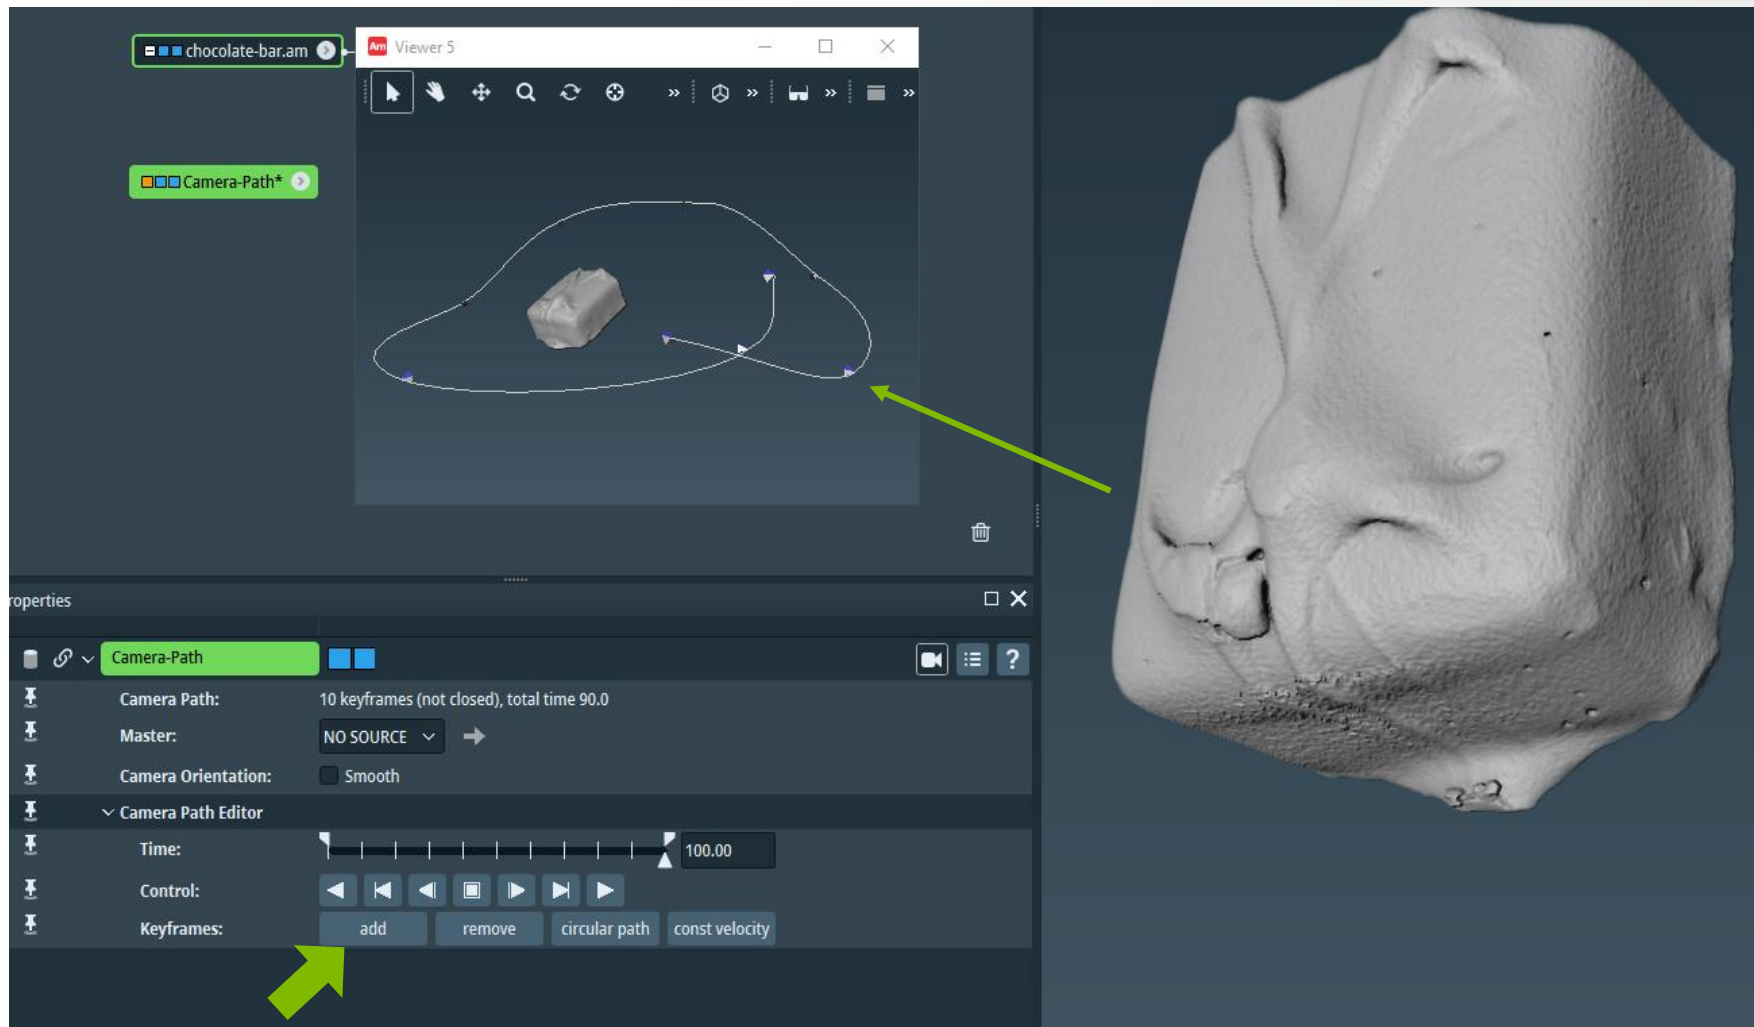 chocolate-bar.am
Am Viewer 5
» » » »
Camera-Path*
roperties
Camera-Path
?
Camera Path: 10 keyframes (not closed), total time 90.0
Master: NO SOURCE
Camera Orientation: Smooth
Camera Path Editor
Time: 100.00
Control:
Keyframes: add remove circular path const velocity